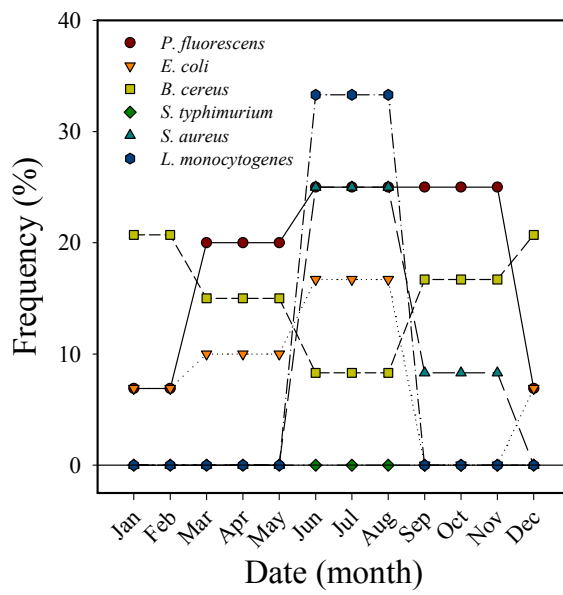 40
30
20
10
0
Frequency (%)
P. fluorescens
E. coli
B. cereus
S. typhimurium
S. aureus
L. monocytogenes
Jan Feb Mar Apr May Jun Jul Aug Sep Oct Nov Dec
Date (month)